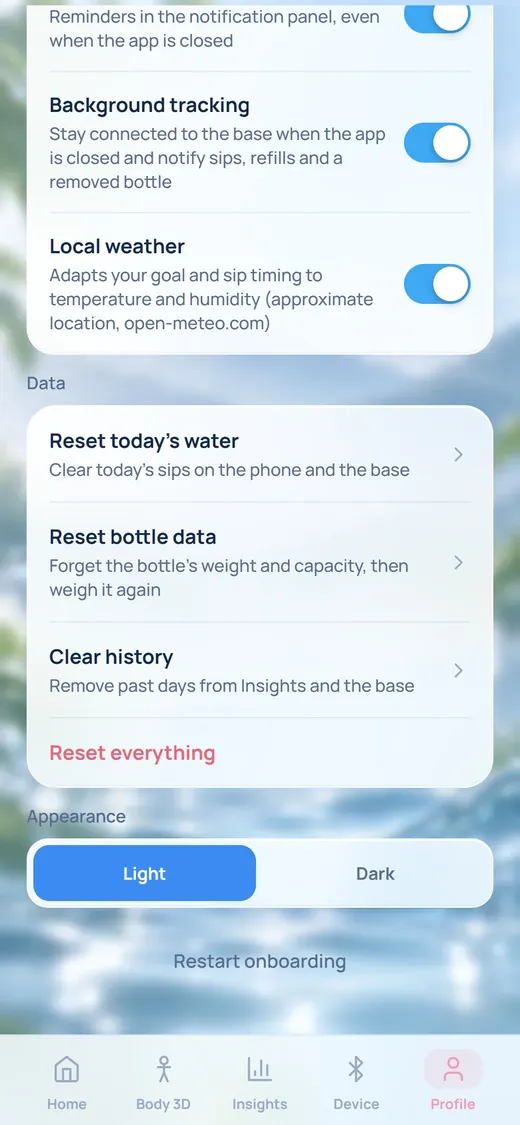 Reminders in the notification panel, even
when the app is closed
Background tracking
Stay connected to the base when the app
is closed and notify sips, refills and a
removed bottle
Local weather
Adapts your goal and sip timing to
temperature and humidity (approximate
location, open-meteo.com)
Data
Reset today's water
Clear today's sips on the phone and the base
Reset bottle data
Forget the bottle's weight and capacity, then
weigh it again
Clear history
Remove past days from Insights and the base
Reset everything
Appearance
Light
Dark
Restart onboarding
Home
Body 3D
Insights
Device
Profile